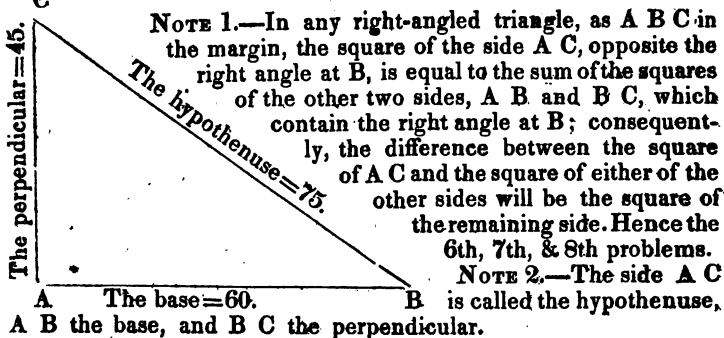 C
NOTE 1.—In any right-angled triangle, as A B C in
the margin, the square of the side A C, opposite the
right angle at B, is equal to the sum of the squares
of the other two sides, A B and B C, which
contain the right angle at B; consequent-
ly, the difference between the square
of A C and the square of either of the
other sides will be the square of
the remaining side. Hence the
6th, 7th, & 8th problems.
NOTE 2.—The side A C
is called the hypothenuse,
A B the base, and B C the perpendicular.
The perpendicular=45.
The hypothenuse=75.
A
The base=60.
B